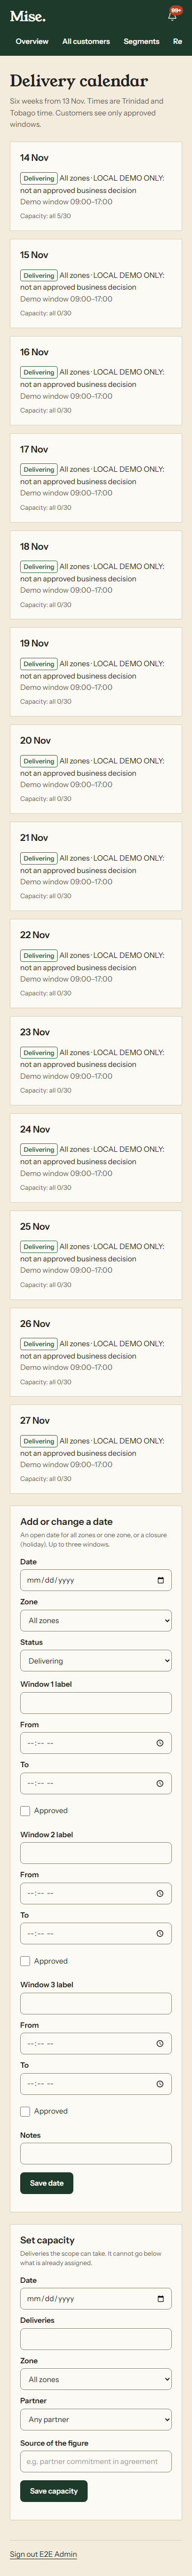 Mise.
99+
Overview All customers Segments Re
Delivery calendar
Six weeks from 13 Nov. Times are Trinidad and
Tobago time. Customers see only approved
windows.
14 Nov
Delivering All zones · LOCAL DEMO ONLY:
not an approved business decision
Demo window 09:00–17:00
Capacity: all 5/30
15 Nov
Delivering All zones · LOCAL DEMO ONLY:
not an approved business decision
Demo window 09:00–17:00
Capacity: all 0/30
16 Nov
Delivering All zones · LOCAL DEMO ONLY:
not an approved business decision
Demo window 09:00–17:00
Capacity: all 0/30
17 Nov
Delivering All zones · LOCAL DEMO ONLY:
not an approved business decision
Demo window 09:00–17:00
Capacity: all 0/30
18 Nov
Delivering All zones · LOCAL DEMO ONLY:
not an approved business decision
Demo window 09:00–17:00
Capacity: all 0/30
19 Nov
Delivering All zones · LOCAL DEMO ONLY:
not an approved business decision
Demo window 09:00–17:00
Capacity: all 0/30
20 Nov
Delivering All zones · LOCAL DEMO ONLY:
not an approved business decision
Demo window 09:00–17:00
Capacity: all 0/30
21 Nov
Delivering All zones · LOCAL DEMO ONLY:
not an approved business decision
Demo window 09:00–17:00
Capacity: all 0/30
22 Nov
Delivering All zones · LOCAL DEMO ONLY:
not an approved business decision
Demo window 09:00–17:00
Capacity: all 0/30
23 Nov
Delivering All zones · LOCAL DEMO ONLY:
not an approved business decision
Demo window 09:00–17:00
Capacity: all 0/30
24 Nov
Delivering All zones · LOCAL DEMO ONLY:
not an approved business decision
Demo window 09:00–17:00
Capacity: all 0/30
25 Nov
Delivering All zones · LOCAL DEMO ONLY:
not an approved business decision
Demo window 09:00–17:00
Capacity: all 0/30
26 Nov
Delivering All zones · LOCAL DEMO ONLY:
not an approved business decision
Demo window 09:00–17:00
Capacity: all 0/30
27 Nov
Delivering All zones · LOCAL DEMO ONLY:
not an approved business decision
Demo window 09:00–17:00
Capacity: all 0/30
Add or change a date
An open date for all zones or one zone, or a closure
(holiday). Up to three windows.
Date
mm/dd/yyyy
Zone
All zones
Status
Delivering
Window 1 label
From
--:-- --
To
--:-- --
Approved
Window 2 label
From
--:-- --
To
--:-- --
Approved
Window 3 label
From
--:-- --
To
--:-- --
Approved
Notes
Save date
Set capacity
Deliveries the scope can take. It cannot go below
what is already assigned.
Date
mm/dd/yyyy
Deliveries
Zone
All zones
Partner
Any partner
Source of the figure
e.g. partner commitment in agreement
Save capacity
Sign out E2E Admin